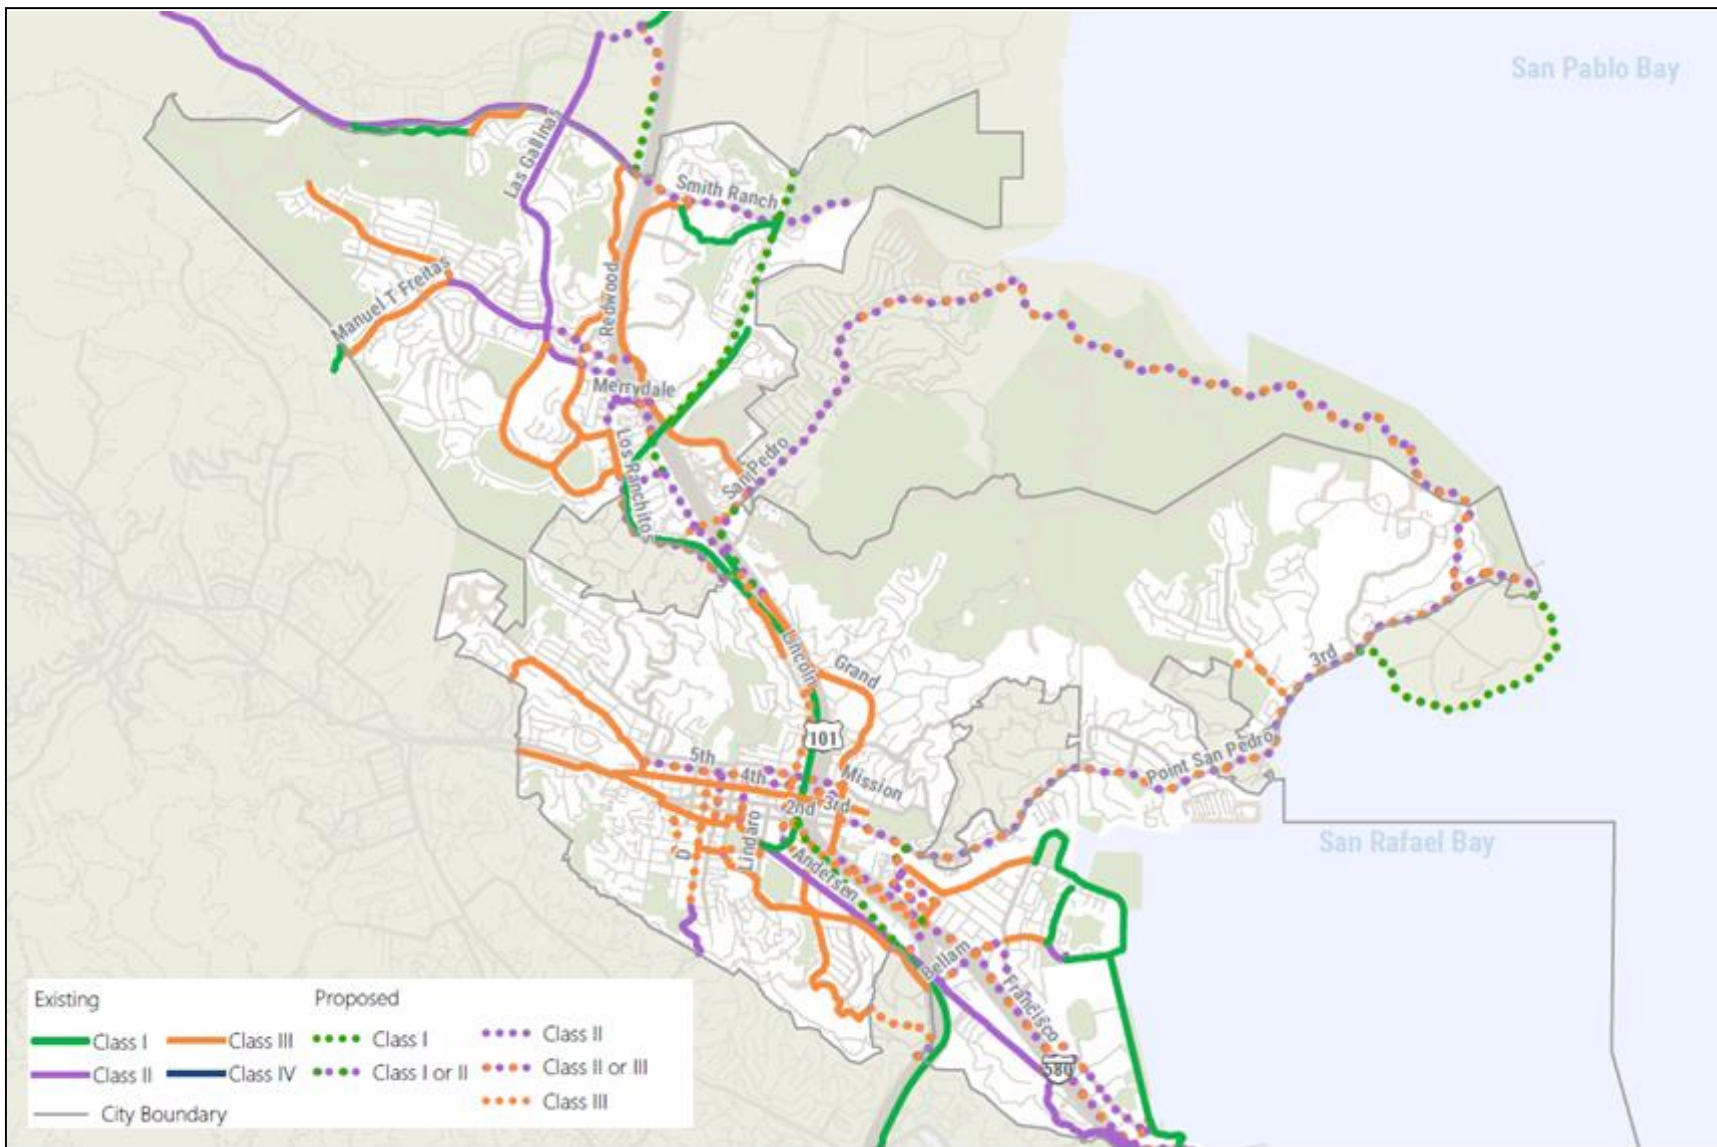 San Pablo Bay
Las Gallinas
Smith Ranch
Manuel T Freitas
Redwood
Merrydale
Los Ranchitos
San Pedro
Lincoln
Grand
3rd
101
Point San Pedro
5th
4th
Mission
2nd
3rd
Lindaro
D
Andersen
San Rafael Bay
Bellam
Francisco
580
Existing
Proposed
Class I
Class III
Class I
Class II
Class II
Class IV
Class I or II
Class II or III
City Boundary
Class III